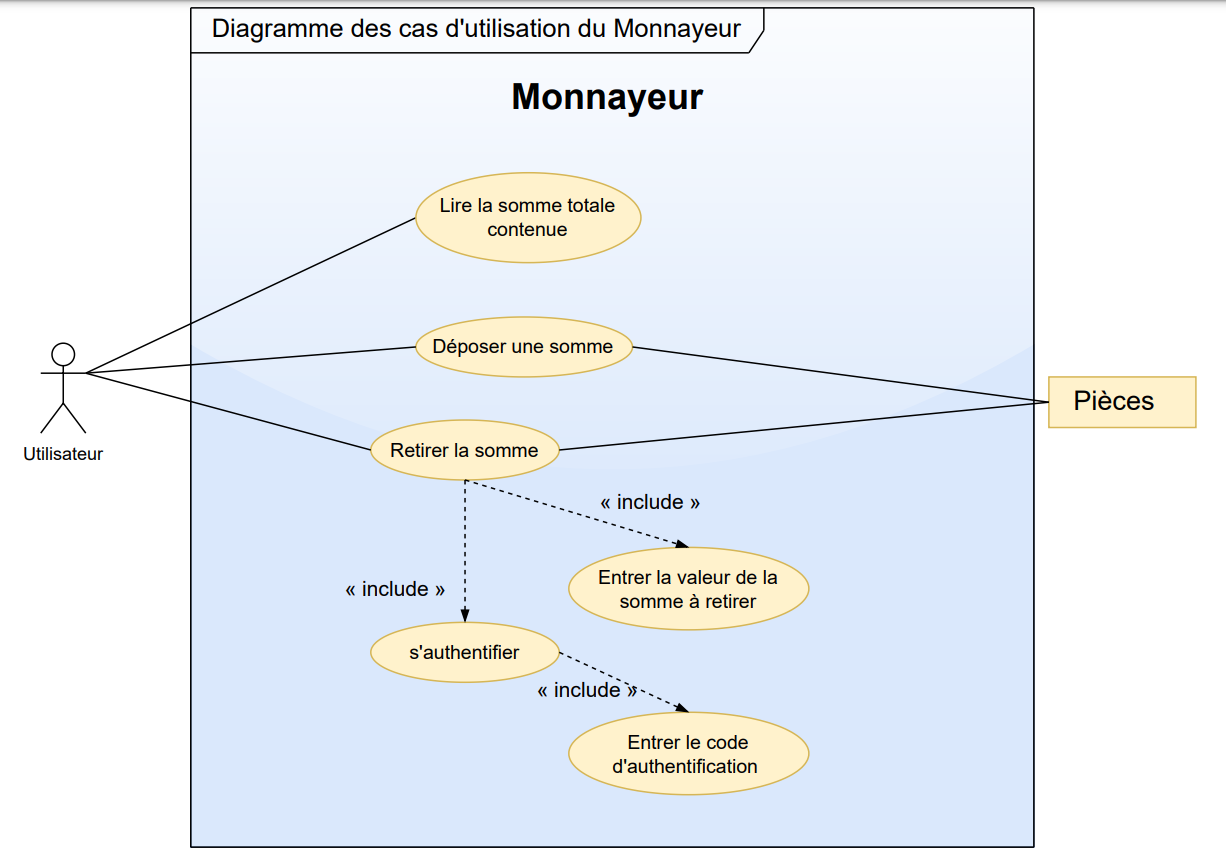 Diagramme des cas d'utilisation du Monnayeur
Monnayeur
Lire la somme totale
contenue
Déposer une somme
Pièces
Retirer la somme
Utilisateur
« include »
Entrer la valeur de la
somme à retirer
« include »
s'authentifier
« include »
Entrer le code
d'authentification